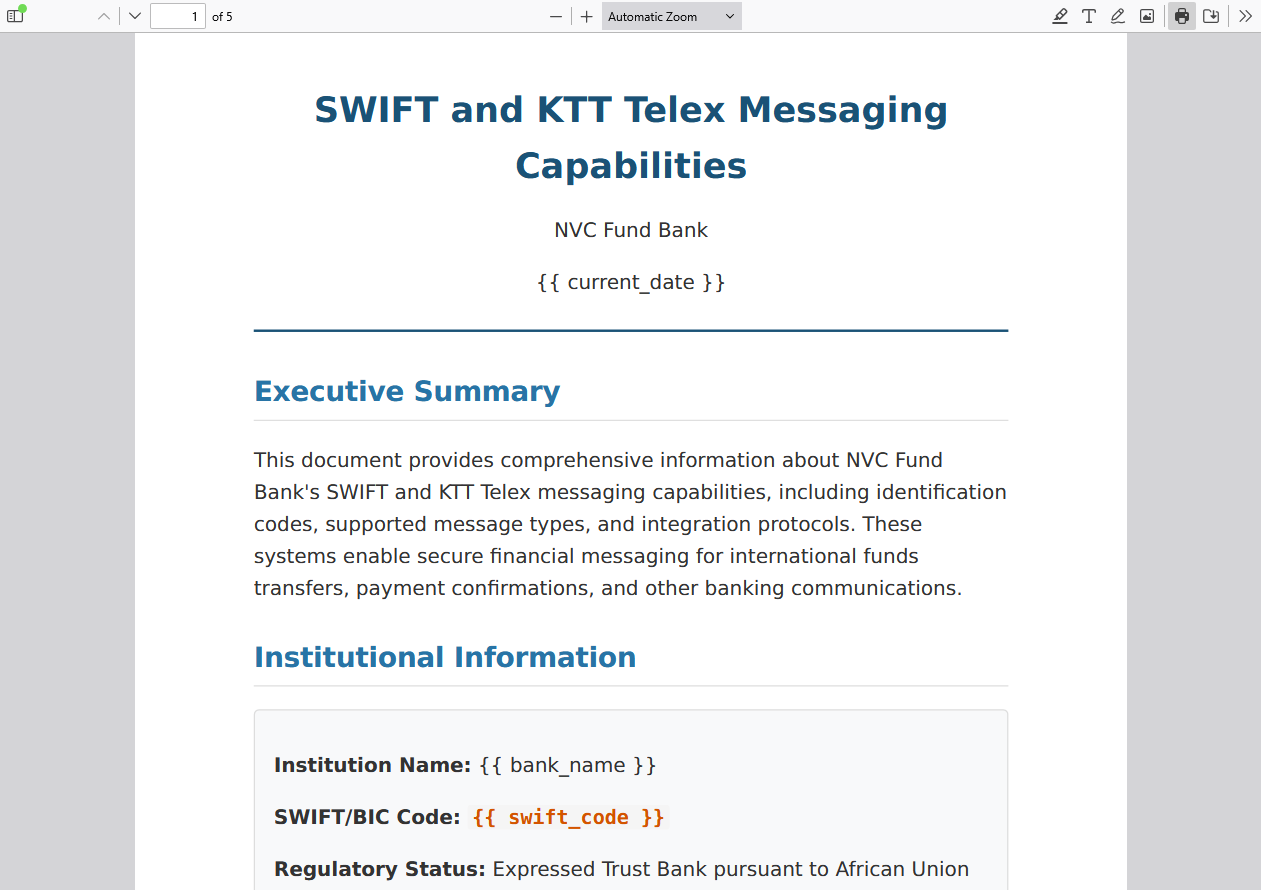 1 of 5
Automatic Zoom
SWIFT and KTT Telex Messaging
Capabilities
NVC Fund Bank
{{ current_date }}
Executive Summary
This document provides comprehensive information about NVC Fund
Bank's SWIFT and KTT Telex messaging capabilities, including identification
codes, supported message types, and integration protocols. These
systems enable secure financial messaging for international funds
transfers, payment confirmations, and other banking communications.
Institutional Information
Institution Name: {{ bank_name }}
SWIFT/BIC Code: {{ swift_code }}
Regulatory Status: Expressed Trust Bank pursuant to African Union